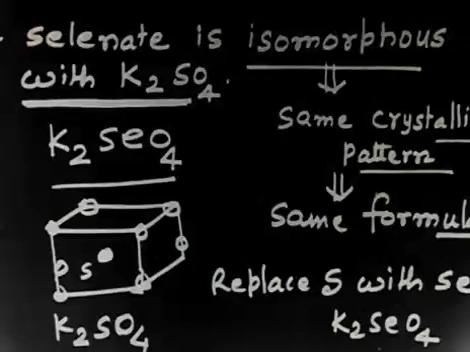 selenate is isomorphous
with K2SO4.
K2SeO4
same crystalli
pattern
same formul
S
Replace S with se
K2SO4
K2SeO4